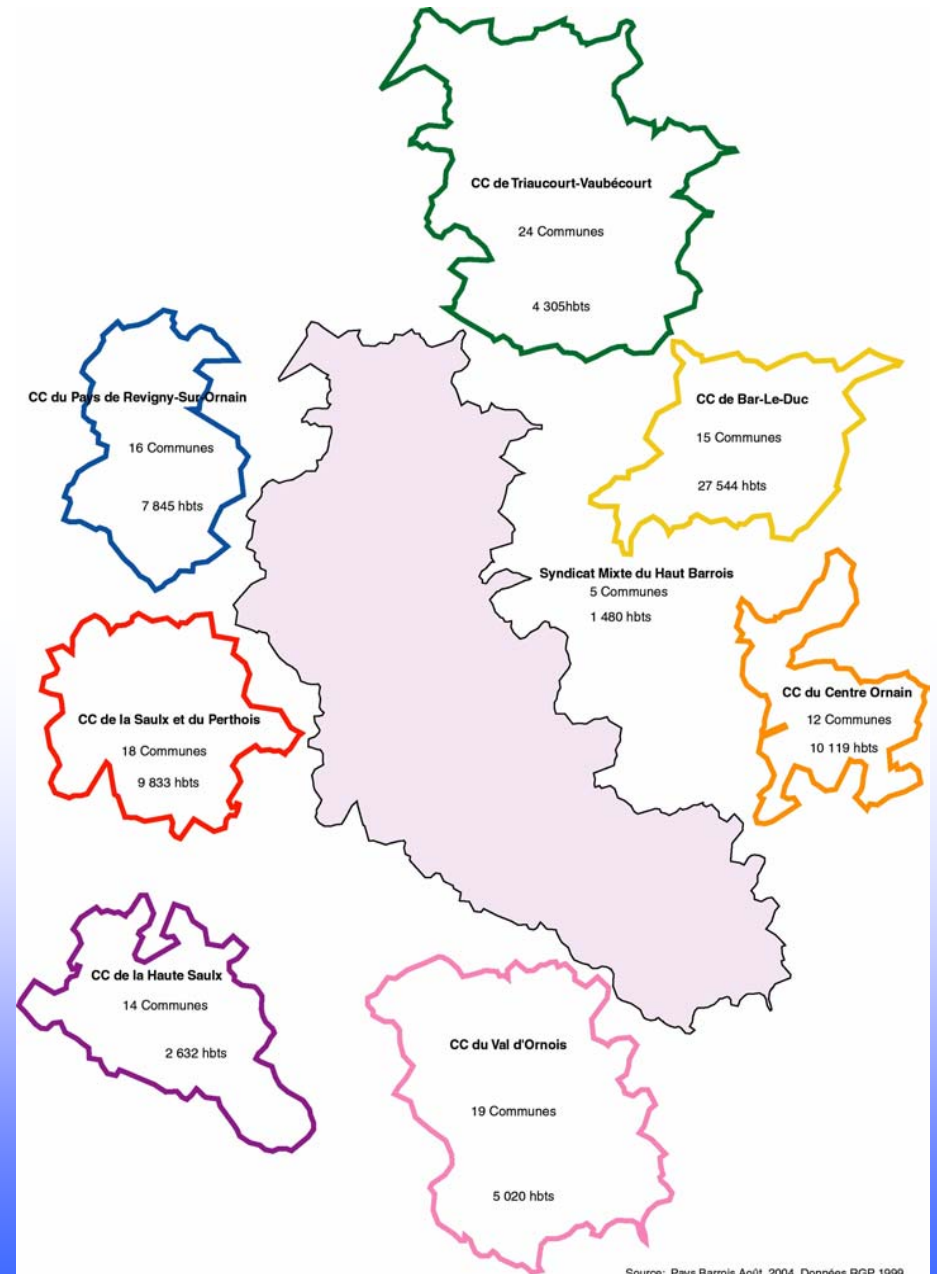 CC de Triaucourt-Vaubécourt
24 Communes
4 305hbts
CC du Pays de Revigny-Sur-Ornain
16 Communes
7 845 hbts
CC de Bar-Le-Duc
15 Communes
27 544 hbts
Syndicat Mixte du Haut Barrois
5 Communes
1 480 hbts
CC du Centre Ornain
12 Communes
10 119 hbts
CC de la Saulx et du Perthois
18 Communes
9 833 hbts
CC de la Haute Saulx
14 Communes
2 632 hbts
CC du Val d'Ornois
19 Communes
5 020 hbts
Source: Pays Barrois Août 2004 Données RGP 1999